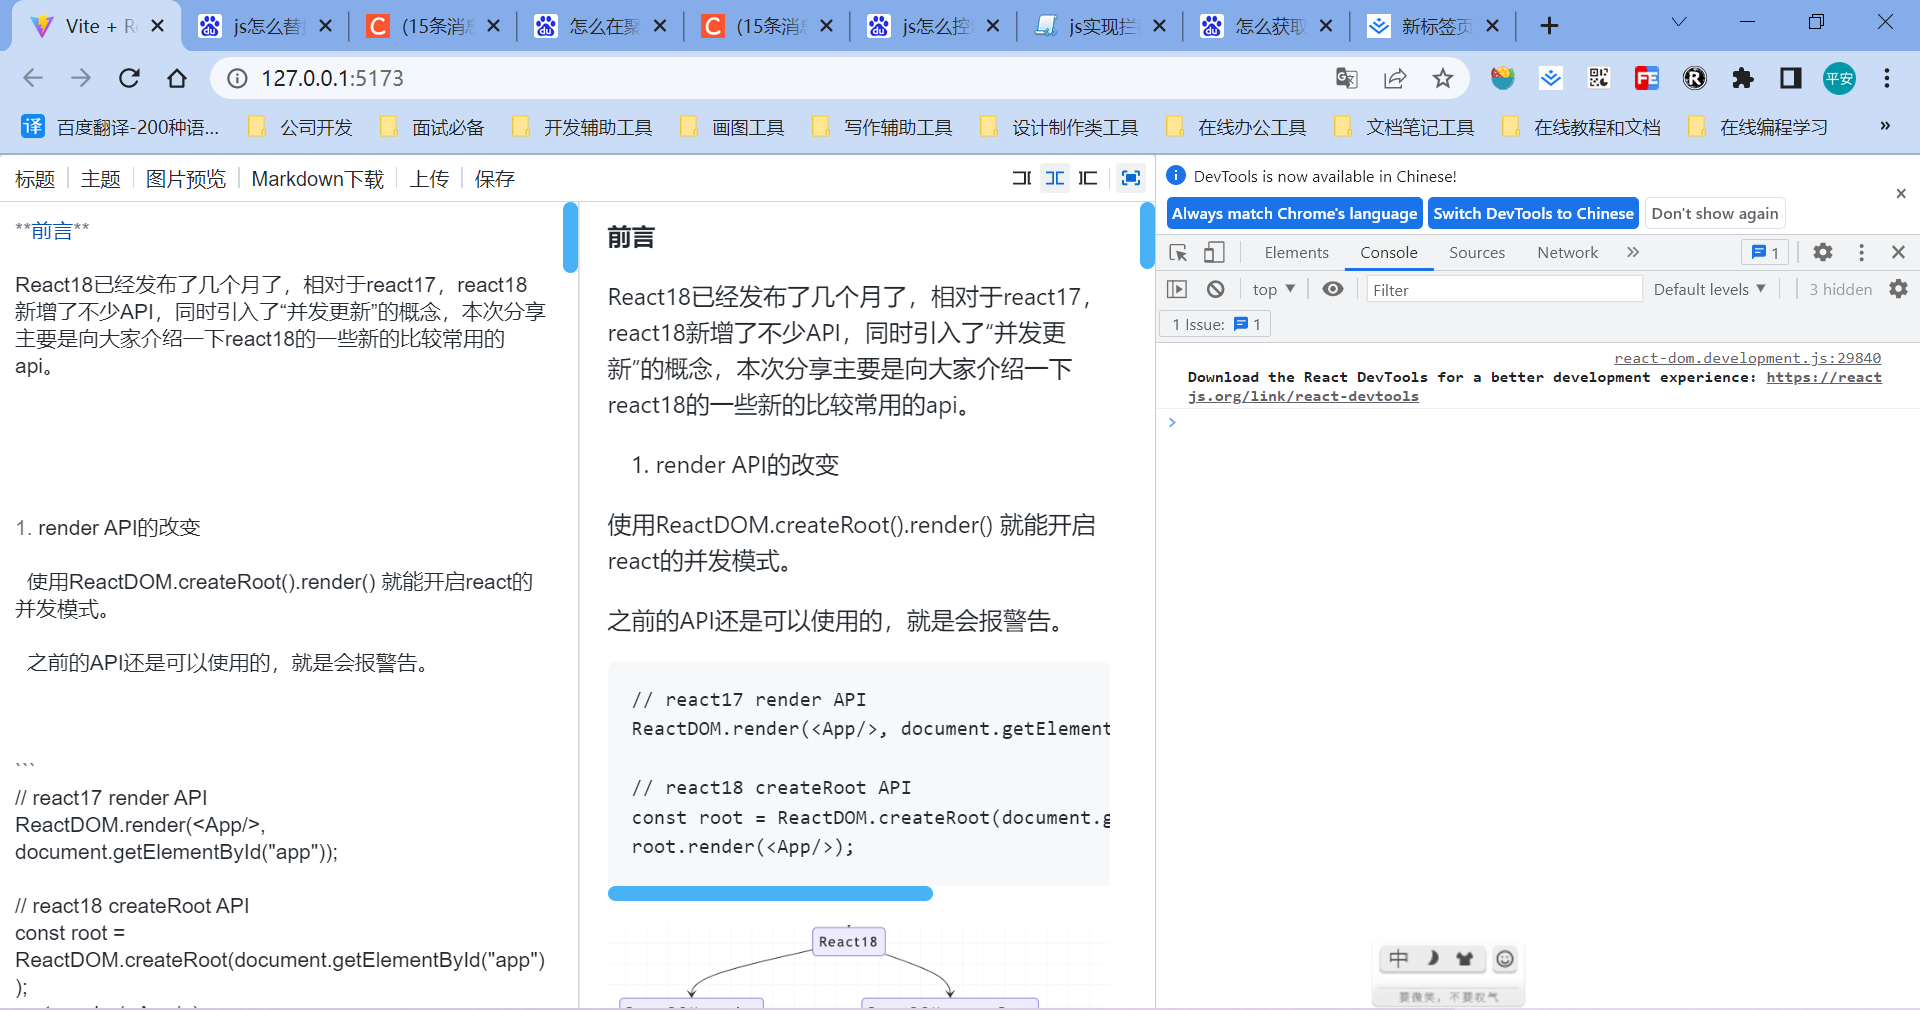 Vite + R
js怎么替
(15条消
怎么在聚
(15条消
js怎么控
js实现拦
怎么获取
新标签页
127.0.0.1:5173
平安
译 百度翻译-200种语...
公司开发
面试必备
开发辅助工具
画图工具
写作辅助工具
设计制作类工具
在线办公工具
文档笔记工具
在线教程和文档
在线编程学习
»
标题 主题 图片预览 Markdown下载 上传 保存
**前言**
React18已经发布了几个月了，相对于react17，react18
新增了不少API，同时引入了“并发更新”的概念，本次分享
主要是向大家介绍一下react18的一些新的比较常用的
api。
1. render API的改变
使用ReactDOM.createRoot().render() 就能开启react的
并发模式。
之前的API还是可以使用的，就是会报警告。
```
// react17 render API
ReactDOM.render(<App/>,
document.getElementById("app"));
// react18 createRoot API
const root =
ReactDOM.createRoot(document.getElementById("app")
);
前言
React18已经发布了几个月了，相对于react17，
react18新增了不少API，同时引入了“并发更
新”的概念，本次分享主要是向大家介绍一下
react18的一些新的比较常用的api。
1. render API的改变
使用ReactDOM.createRoot().render() 就能开启
react的并发模式。
之前的API还是可以使用的，就是会报警告。
// react17 render API
ReactDOM.render(<App/>, document.getElement
// react18 createRoot API
const root = ReactDOM.createRoot(document.g
root.render(<App/>);
React18
DevTools is now available in Chinese!
Always match Chrome's language Switch DevTools to Chinese Don't show again
Elements Console Sources Network » 1
top Filter Default levels 3 hidden
1 Issue: 1
react-dom.development.js:29840
Download the React DevTools for a better development experience: https://react
js.org/link/react-devtools
>
中
要微笑，不要叹气